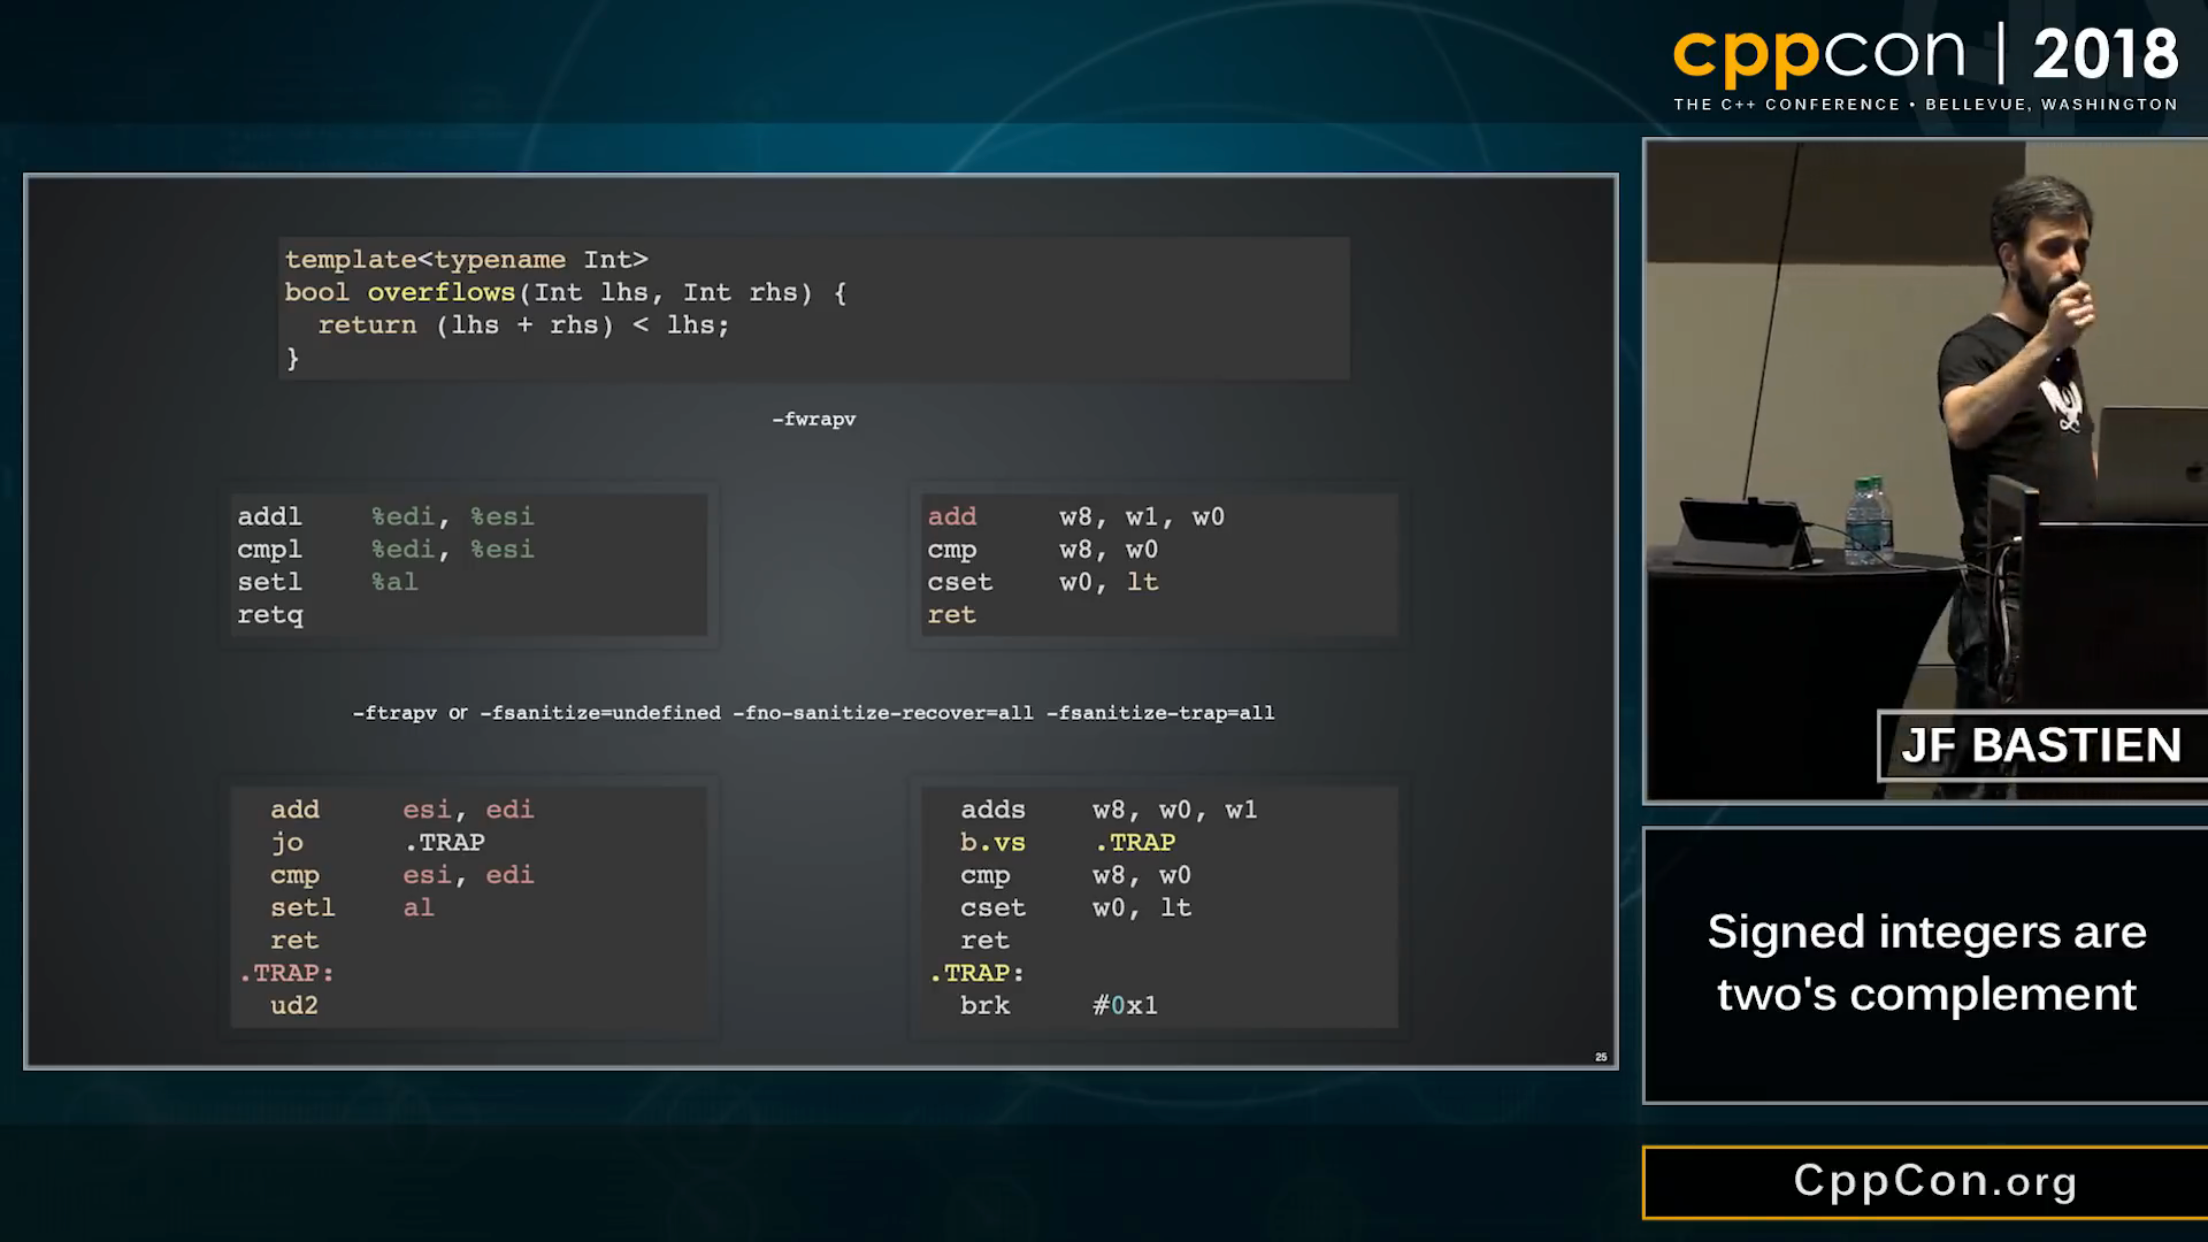 cppcon | 2018
THE C++ CONFERENCE • BELLEVUE, WASHINGTON
template<typename Int>
bool overflows(Int lhs, Int rhs) {
  return (lhs + rhs) < lhs;
}
-fwrapv
addl %edi, %esi
cmpl %edi, %esi
setl %al
retq
add w8, w1, w0
cmp w8, w0
cset w0, lt
ret
-ftrapv or -fsanitize=undefined -fno-sanitize-recover=all -fsanitize-trap=all
add esi, edi
jo .TRAP
cmp esi, edi
setl al
ret
.TRAP:
ud2
adds w8, w0, w1
b.vs .TRAP
cmp w8, w0
cset w0, lt
ret
.TRAP:
brk #0x1
25
JF BASTIEN
Signed integers are
two's complement
CppCon.org